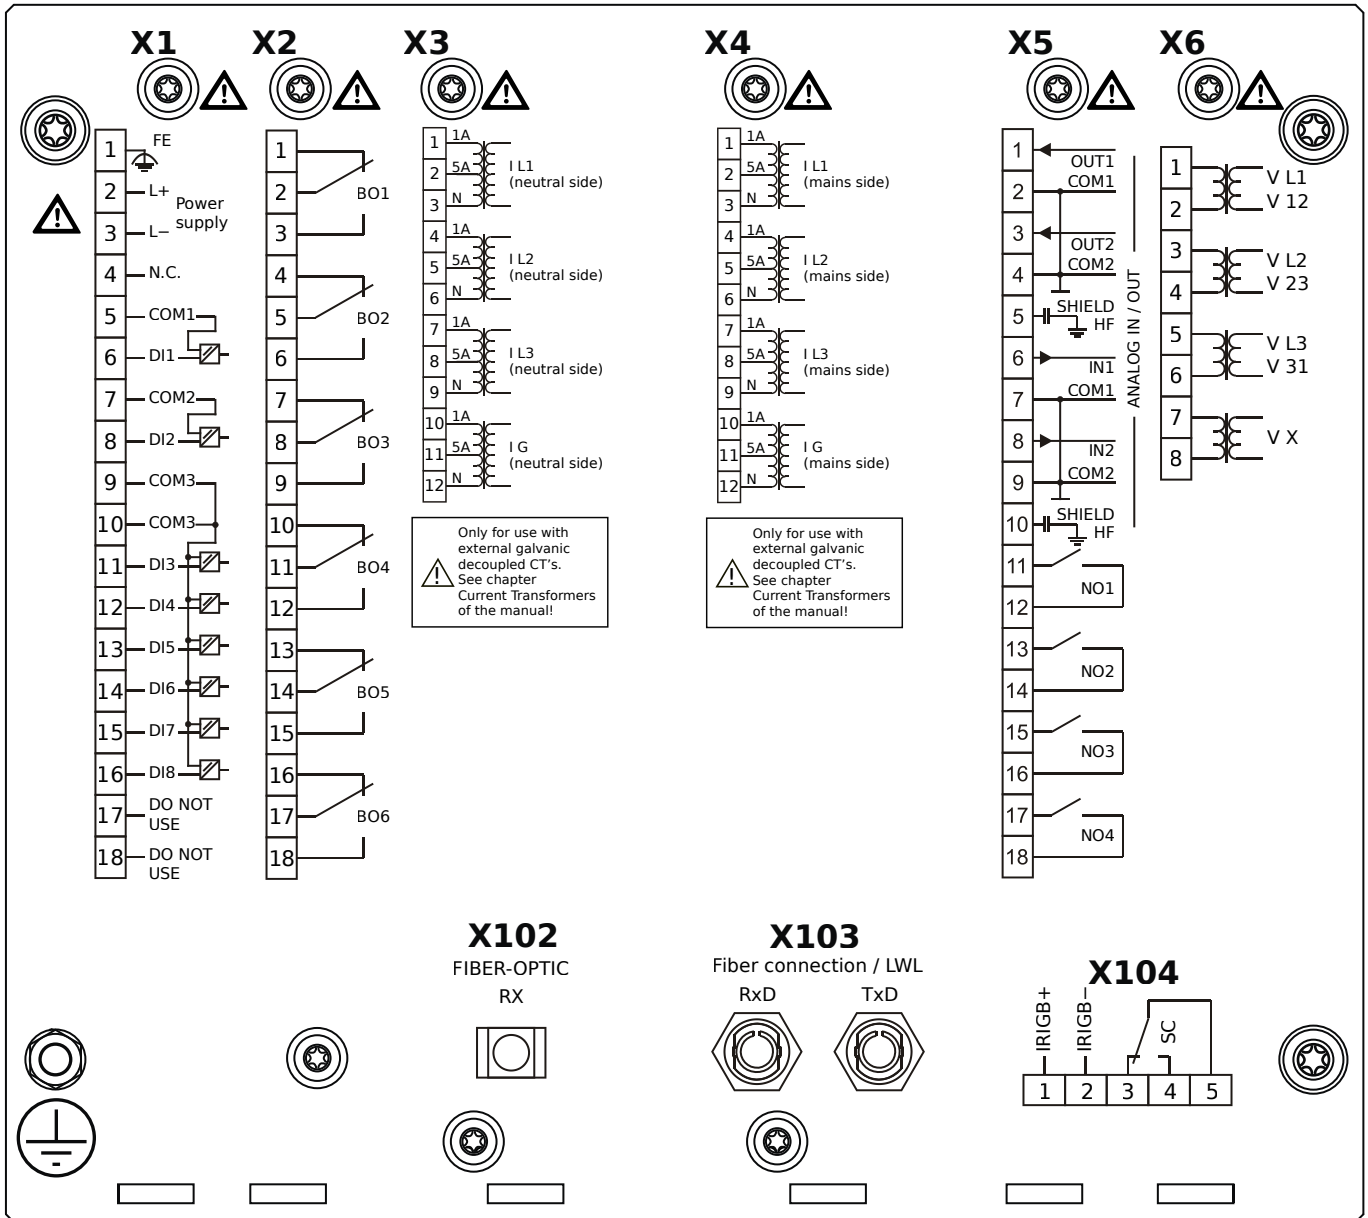 X1
X2
X3
X4
X5
X6
1
FE
2
L+
Power
supply
3
L−
4
N.C.
5
COM1
6
DI1
7
COM2
8
DI2
9
COM3
10
COM3
11
DI3
12
DI4
13
DI5
14
DI6
15
DI7
16
DI8
17
DO NOT
USE
18
DO NOT
USE
1
2
BO1
3
4
5
BO2
6
7
8
BO3
9
10
11
BO4
12
13
14
BO5
15
16
17
BO6
18
1
1A
2
5A
I L1
(neutral side)
3
N
4
1A
5
5A
I L2
(neutral side)
6
N
7
1A
8
5A
I L3
(neutral side)
9
N
10
1A
11
5A
I G
(neutral side)
12
N
Only for use with
external galvanic
decoupled CT's.
See chapter
Current Transformers
of the manual!
1
1A
2
5A
I L1
(mains side)
3
N
4
1A
5
5A
I L2
(mains side)
6
N
7
1A
8
5A
I L3
(mains side)
9
N
10
1A
11
5A
I G
(mains side)
12
N
Only for use with
external galvanic
decoupled CT's.
See chapter
Current Transformers
of the manual!
1
OUT1
2
COM1
3
OUT2
4
COM2
5
SHIELD
HF
6
IN1
7
COM1
8
IN2
9
COM2
10
SHIELD
HF
ANALOG IN / OUT
11
NO1
12
13
NO2
14
15
NO3
16
17
NO4
18
1
V L1
2
V 12
3
V L2
4
V 23
5
V L3
6
V 31
7
V X
8
X102
FIBER-OPTIC
RX
X103
Fiber connection / LWL
RxD
TxD
X104
IRIGB+
IRIGB−
SC
1
2
3
4
5